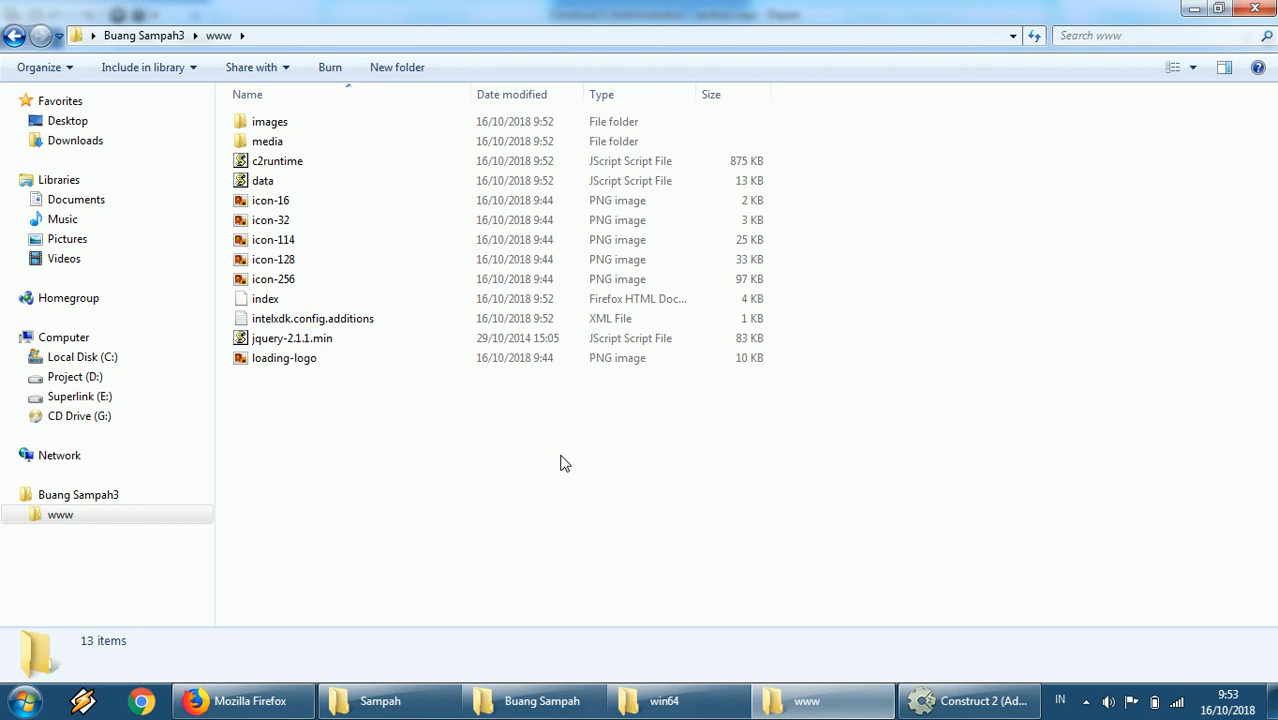 Buang Sampah3 www
Search www
Organize Include in library Share with Burn New folder
Name Date modified Type Size
Favorites
Desktop
Downloads
Libraries
Documents
Music
Pictures
Videos
Homegroup
Computer
Local Disk (C:)
Project (D:)
Superlink (E:)
CD Drive (G:)
Network
Buang Sampah3
www
images 16/10/2018 9:52 File folder
media 16/10/2018 9:52 File folder
c2runtime 16/10/2018 9:52 JScript Script File 875 KB
data 16/10/2018 9:52 JScript Script File 13 KB
icon-16 16/10/2018 9:44 PNG image 2 KB
icon-32 16/10/2018 9:44 PNG image 3 KB
icon-114 16/10/2018 9:44 PNG image 25 KB
icon-128 16/10/2018 9:44 PNG image 33 KB
icon-256 16/10/2018 9:44 PNG image 97 KB
index 16/10/2018 9:52 Firefox HTML Doc... 4 KB
intelxdk.config.additions 16/10/2018 9:52 XML File 1 KB
jquery-2.1.1.min 29/10/2014 15:05 JScript Script File 83 KB
loading-logo 16/10/2018 9:44 PNG image 10 KB
13 items
Mozilla Firefox Sampah Buang Sampah win64 www Construct 2 (Ad... IN 9:53
16/10/2018